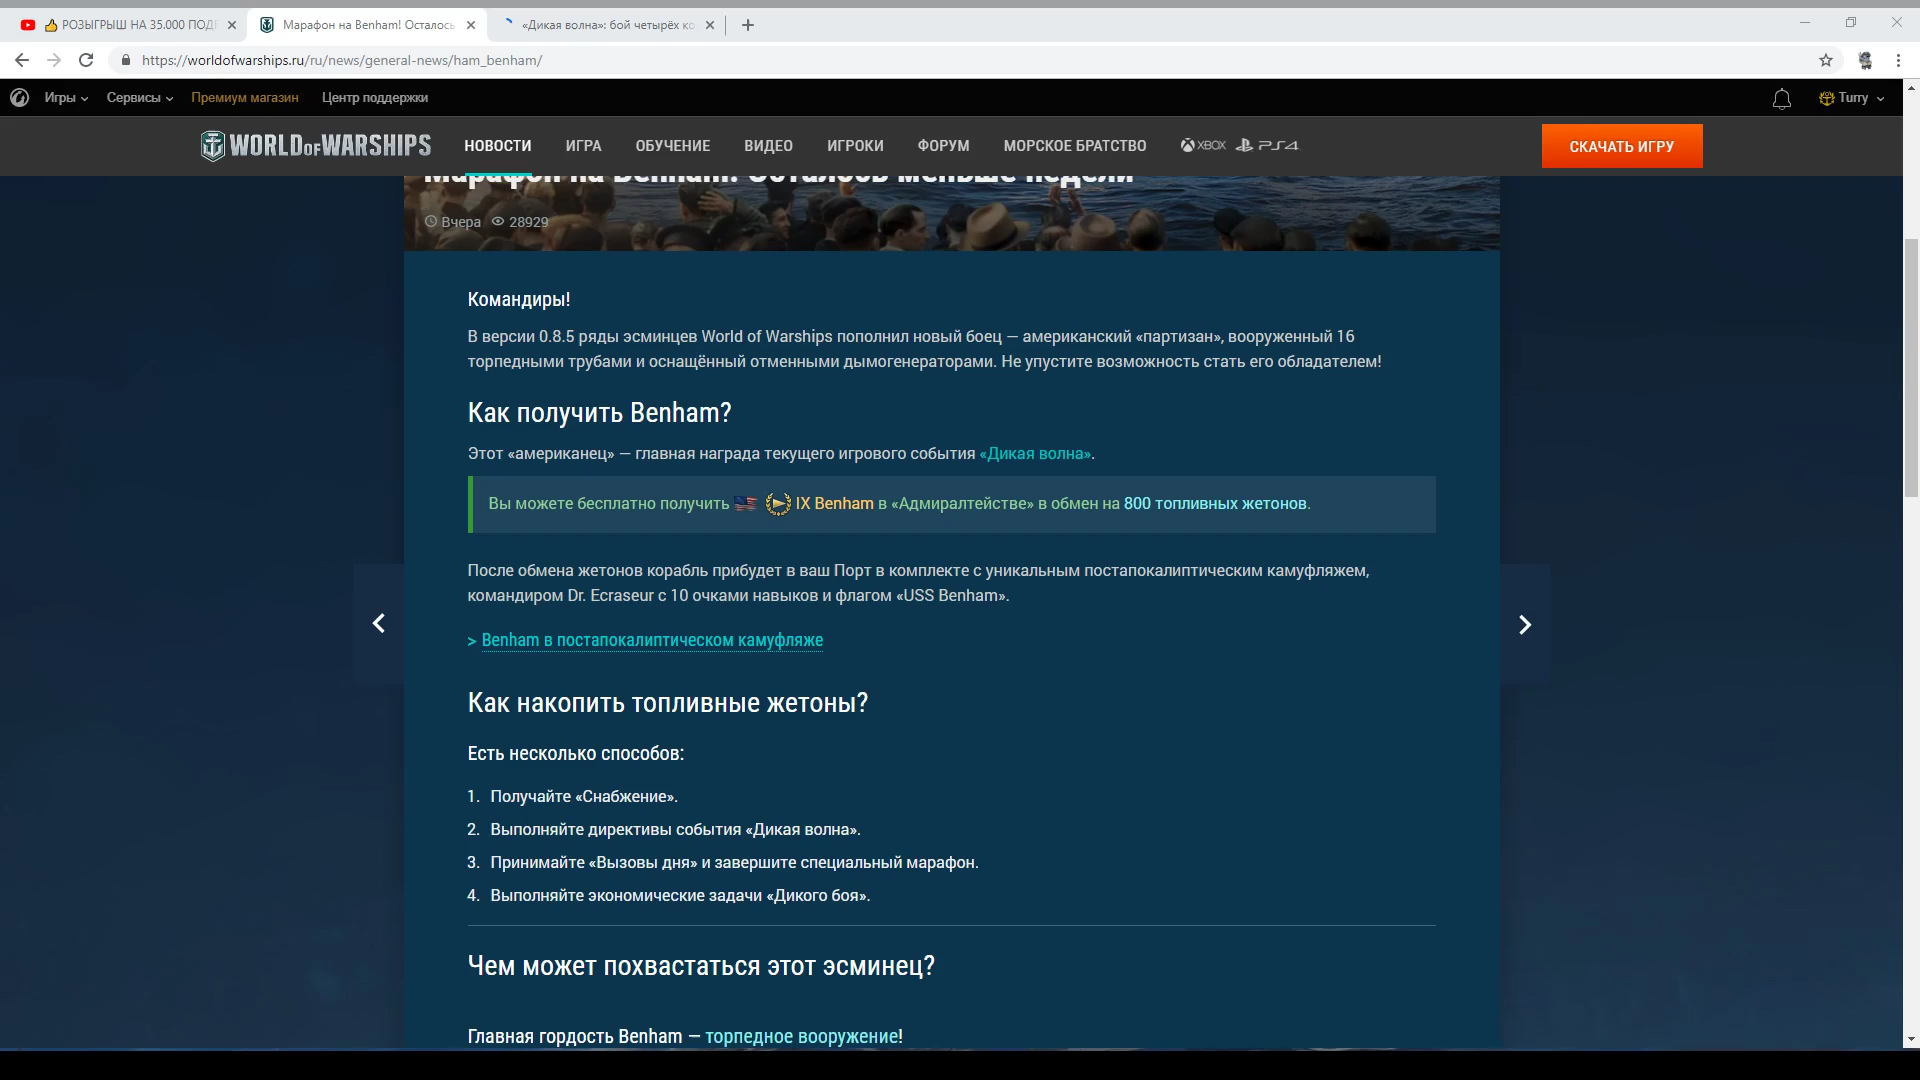 РОЗЫГРЫШ НА 35.000 ПОД
Марафон на Benham! Осталось
«Дикая волна»: бой четырёх ко
https://worldofwarships.ru/ru/news/general-news/ham_benham/
Игры
Сервисы
Премиум магазин
Центр поддержки
Turry
WORLD OF WARSHIPS
НОВОСТИ
ИГРА
ОБУЧЕНИЕ
ВИДЕО
ИГРОКИ
ФОРУМ
МОРСКОЕ БРАТСТВО
XBOX
PS4
СКАЧАТЬ ИГРУ
Марафон на Benham! Осталось меньше недели
Вчера 28929
Командиры!
В версии 0.8.5 ряды эсминцев World of Warships пополнил новый боец — американский «партизан», вооруженный 16
торпедными трубами и оснащённый отменными дымогенераторами. Не упустите возможность стать его обладателем!
Как получить Benham?
Этот «американец» — главная награда текущего игрового события «Дикая волна».
Вы можете бесплатно получить IX Benham в «Адмиралтействе» в обмен на 800 топливных жетонов.
После обмена жетонов корабль прибудет в ваш Порт в комплекте с уникальным постапокалиптическим камуфляжем,
командиром Dr. Ecraseur с 10 очками навыков и флагом «USS Benham».
> Benham в постапокалиптическом камуфляже
Как накопить топливные жетоны?
Есть несколько способов:
1. Получайте «Снабжение».
2. Выполняйте директивы события «Дикая волна».
3. Принимайте «Вызовы дня» и завершите специальный марафон.
4. Выполняйте экономические задачи «Дикого боя».
Чем может похвастаться этот эсминец?
Главная гордость Benham — торпедное вооружение!